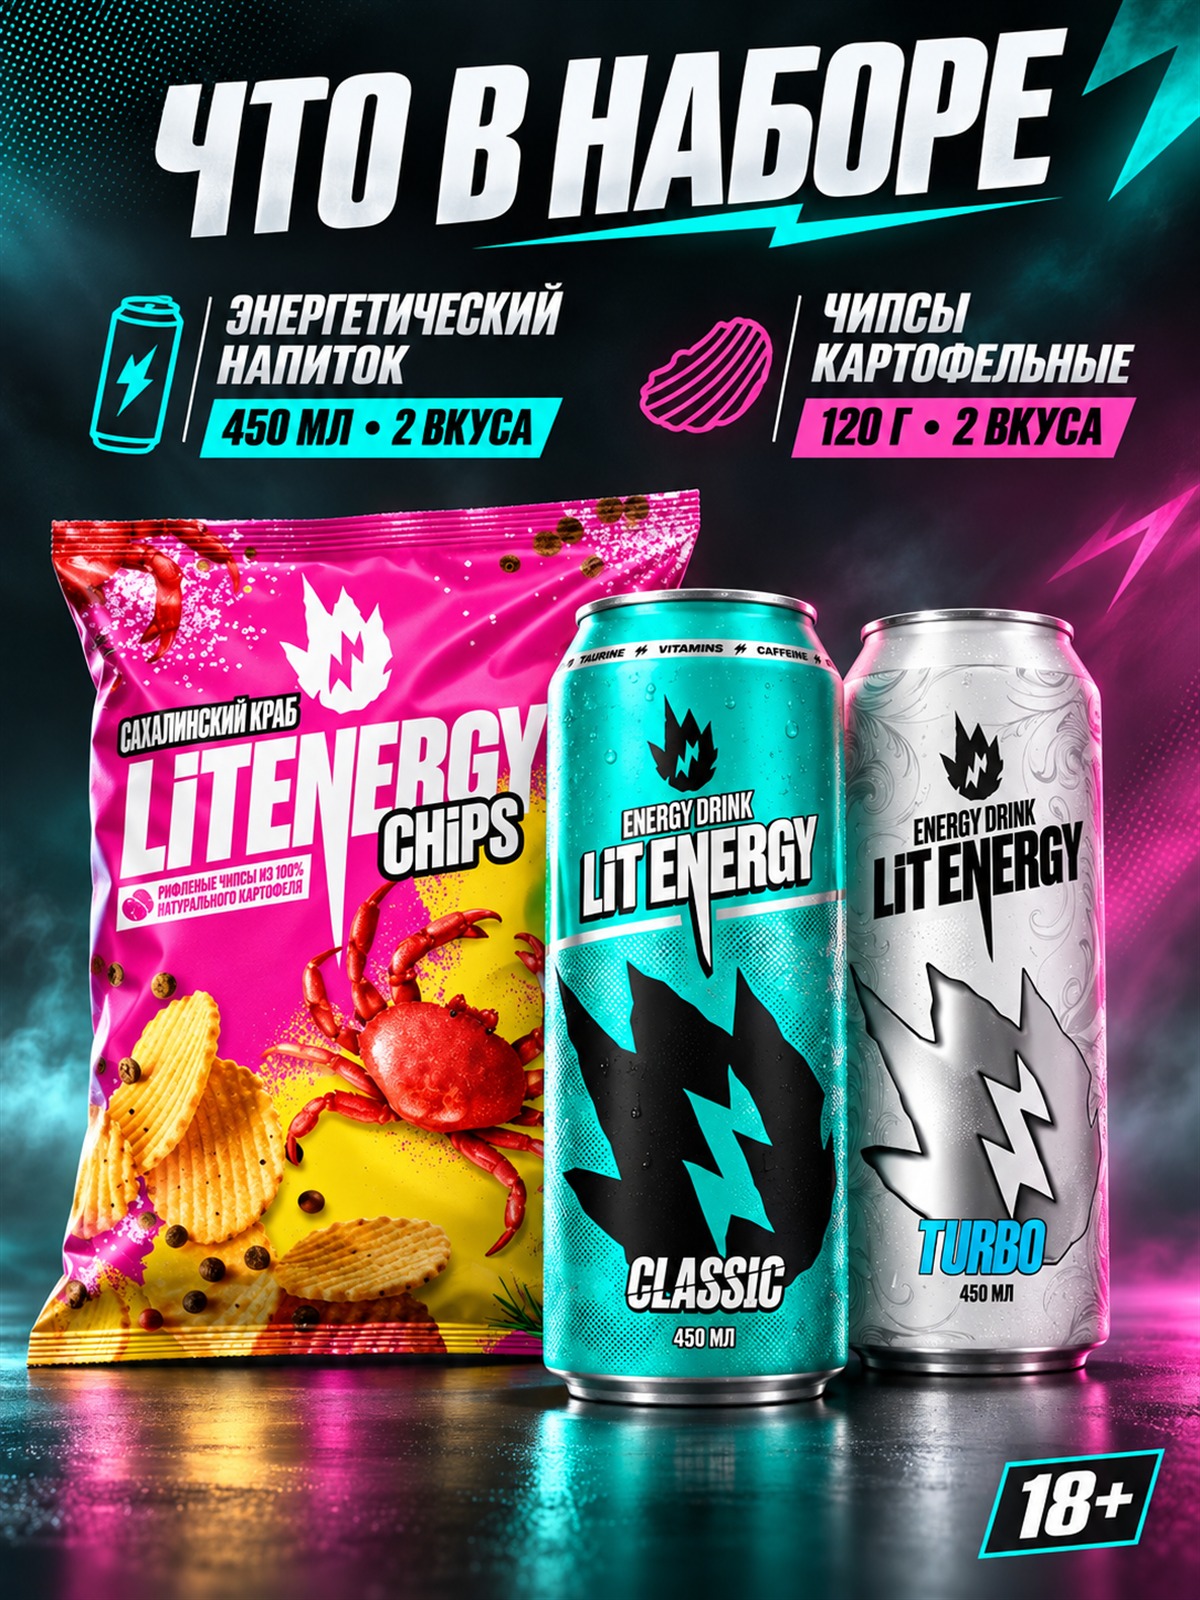 ЧТО В НАБОРЕ
ЭНЕРГЕТИЧЕСКИЙ
НАПИТОК
450 МЛ • 2 ВКУСА
ЧИПСЫ
КАРТОФЕЛЬНЫЕ
120 Г • 2 ВКУСА
САХАЛИНСКИЙ КРАБ
LiTENERGY
CHiPS
РИФЛЕНЫЕ ЧИПСЫ ИЗ 100%
НАТУРАЛЬНОГО КАРТОФЕЛЯ
TAURINE VITAMINS CAFFEINE
ENERGY DRINK
LiT ENERGY
CLASSIC
450 МЛ
ENERGY DRINK
LiT ENERGY
TURBO
450 МЛ
18+